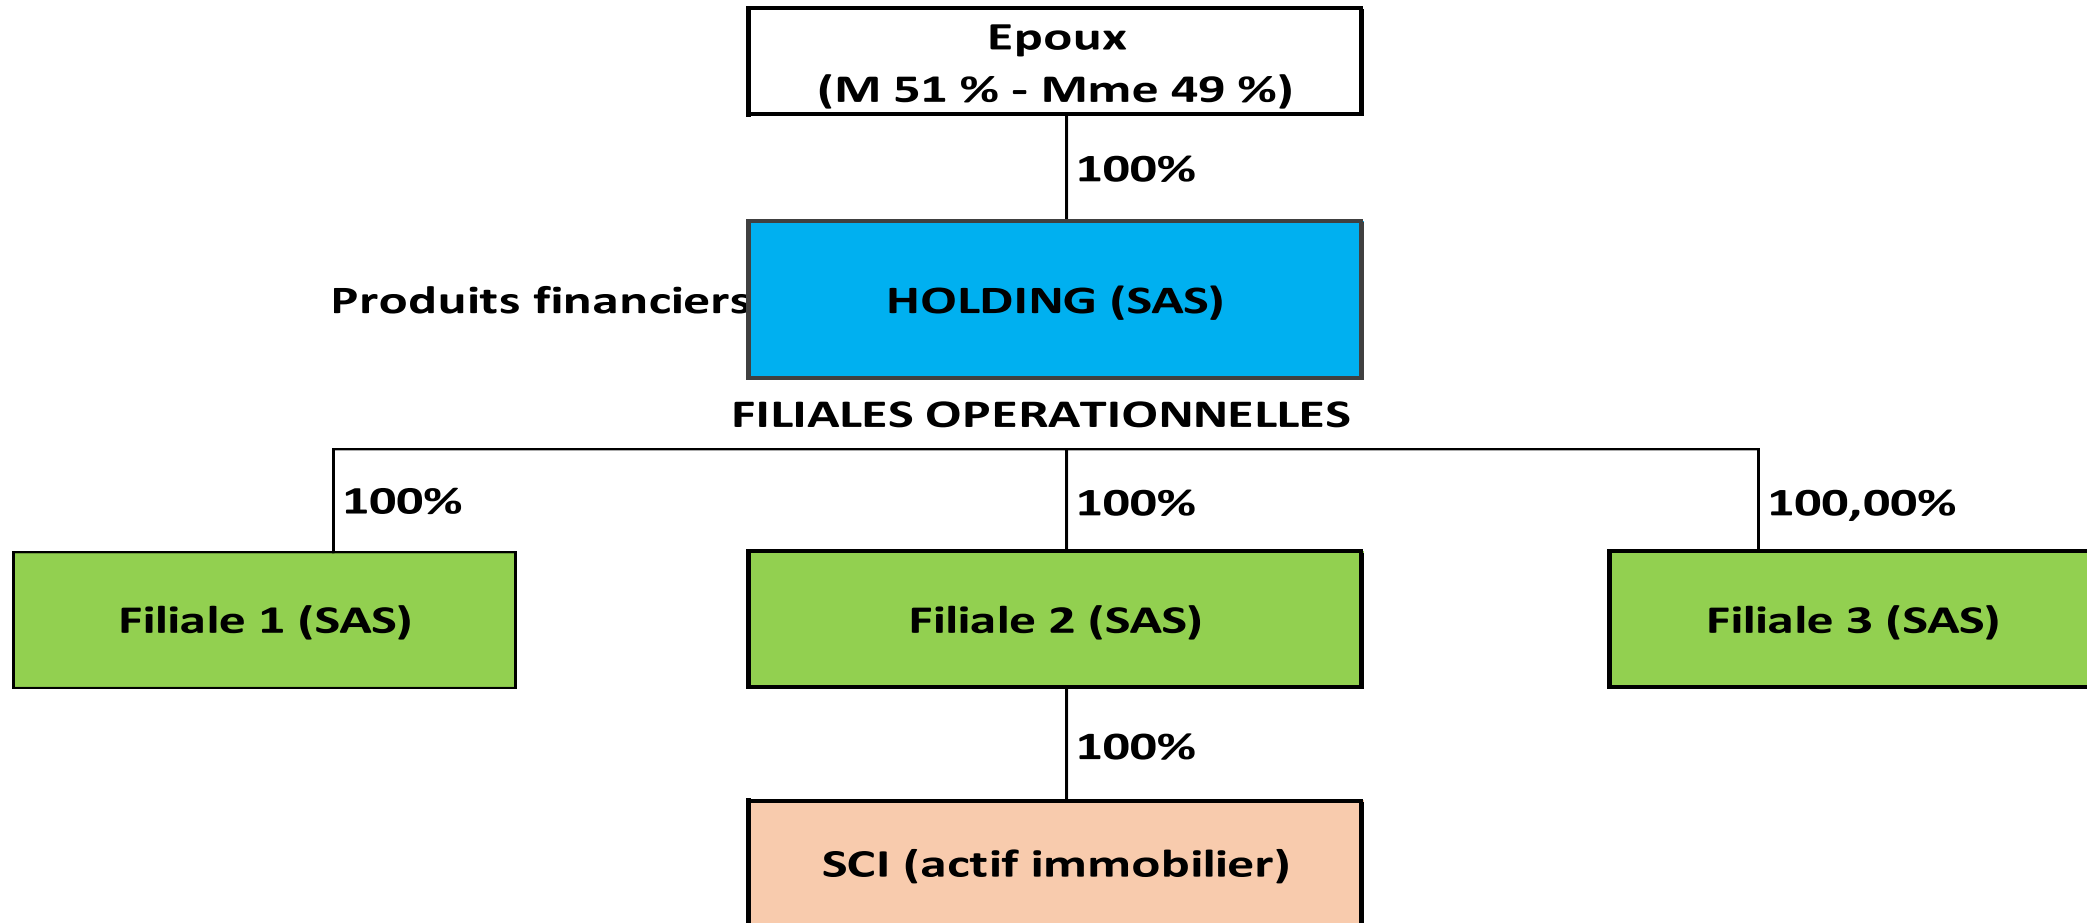 Epoux
(M 51 % - Mme 49 %)
100%
Produits financiers
HOLDING (SAS)
FILIALES OPERATIONNELLES
100%
100%
100,00%
Filiale 1 (SAS)
Filiale 2 (SAS)
Filiale 3 (SAS)
100%
SCI (actif immobilier)